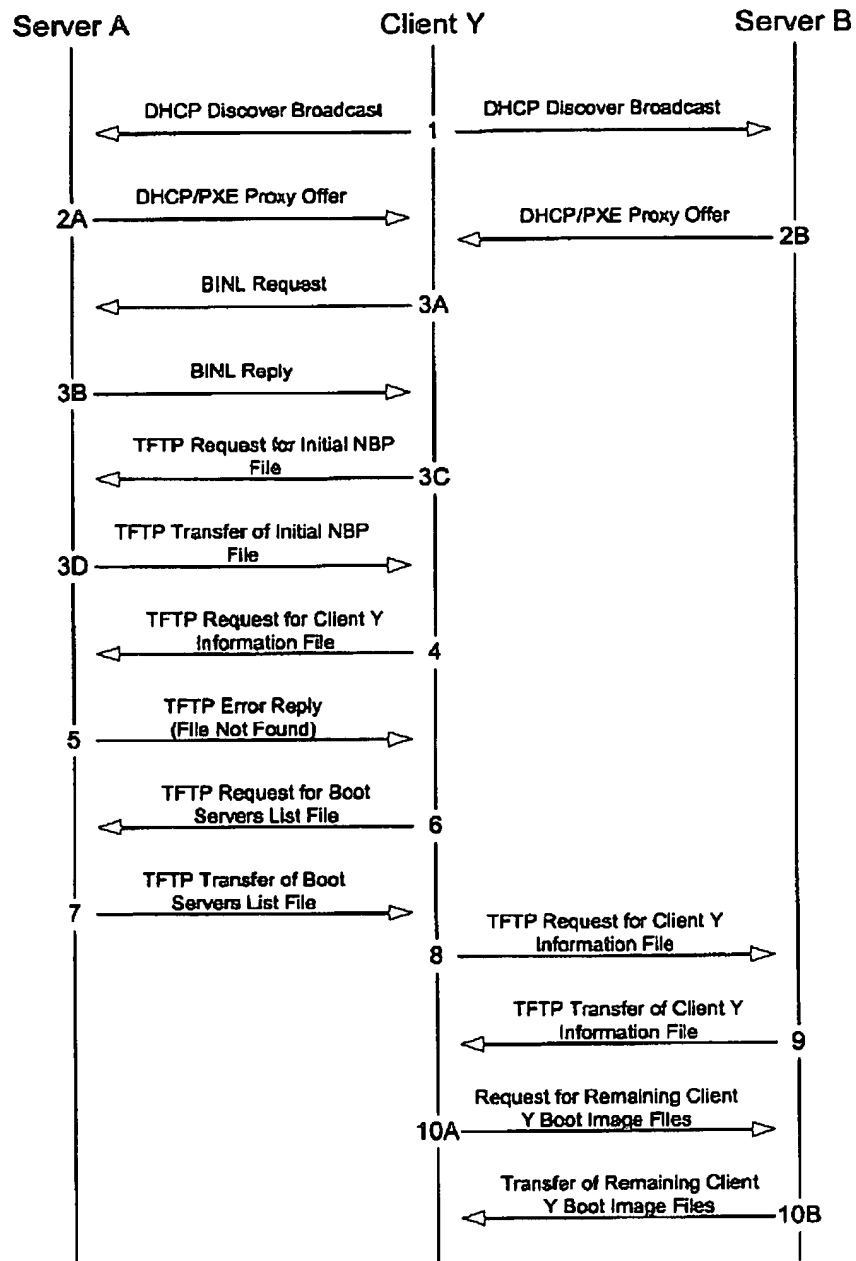 Server A
Client Y
Server B
DHCP Discover Broadcast
1
DHCP Discover Broadcast
DHCP/PXE Proxy Offer
2A
DHCP/PXE Proxy Offer
2B
BINL Request
3A
BINL Reply
3B
TFTP Request for Initial NBP
File
3C
TFTP Transfer of Initial NBP
File
3D
TFTP Request for Client Y
Information File
4
TFTP Error Reply
(File Not Found)
5
TFTP Request for Boot
Servers List File
6
TFTP Transfer of Boot
Servers List File
7
TFTP Request for Client Y
Information File
8
TFTP Transfer of Client Y
Information File
9
Request for Remaining Client
Y Boot Image Files
10A
Transfer of Remaining Client
Y Boot Image Files
10B